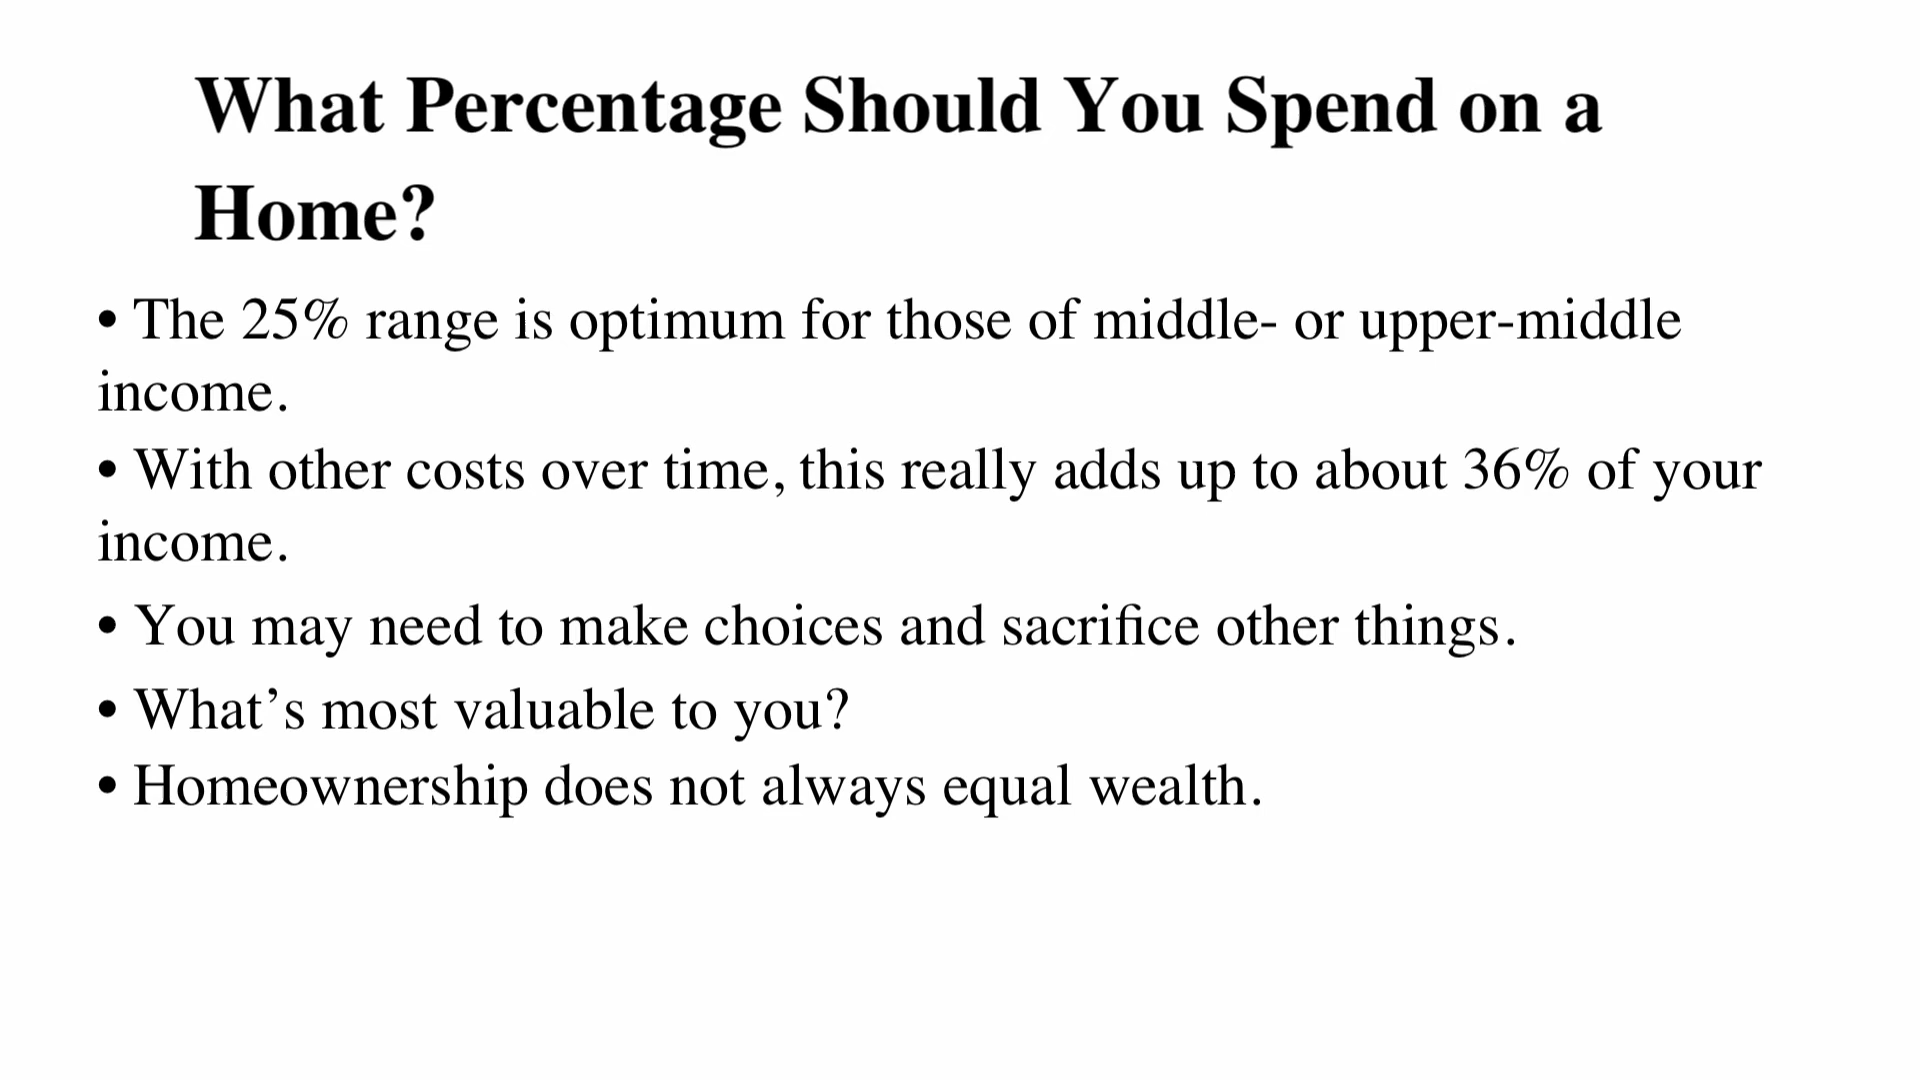 What Percentage Should You Spend on a
Home?
• The 25% range is optimum for those of middle- or upper-middle
income.
• With other costs over time, this really adds up to about 36% of your
income.
• You may need to make choices and sacrifice other things.
• What’s most valuable to you?
• Homeownership does not always equal wealth.